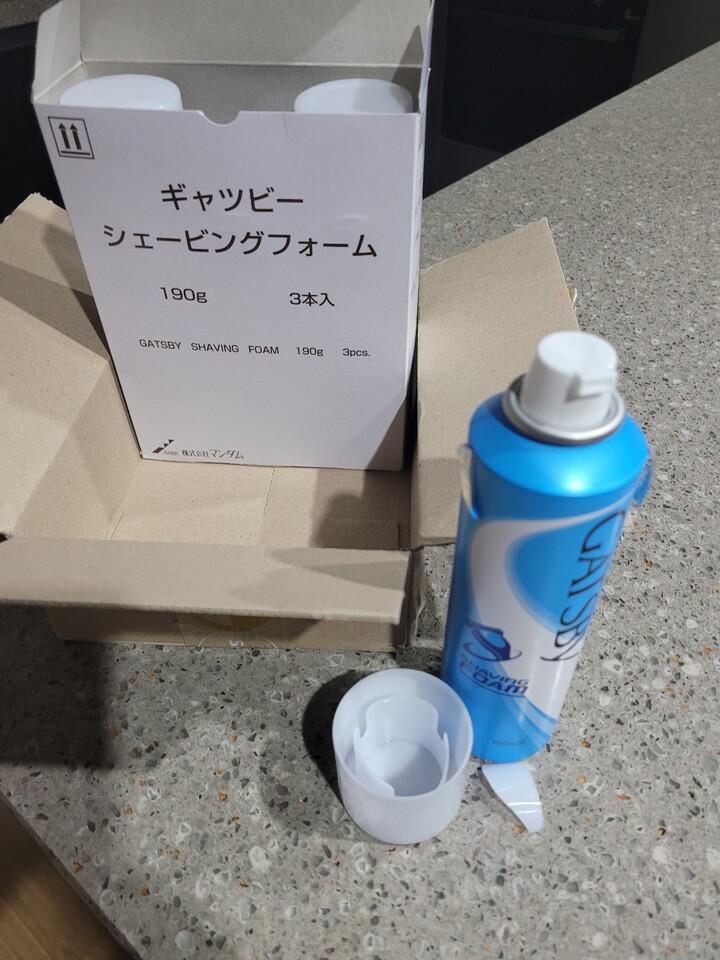 ギャツビー
シェービングフォーム
190g 3本入
GATSBY SHAVING FOAM 190g 3pcs.
株式会社マンダム
GATSBY
SHAVING
FOAM